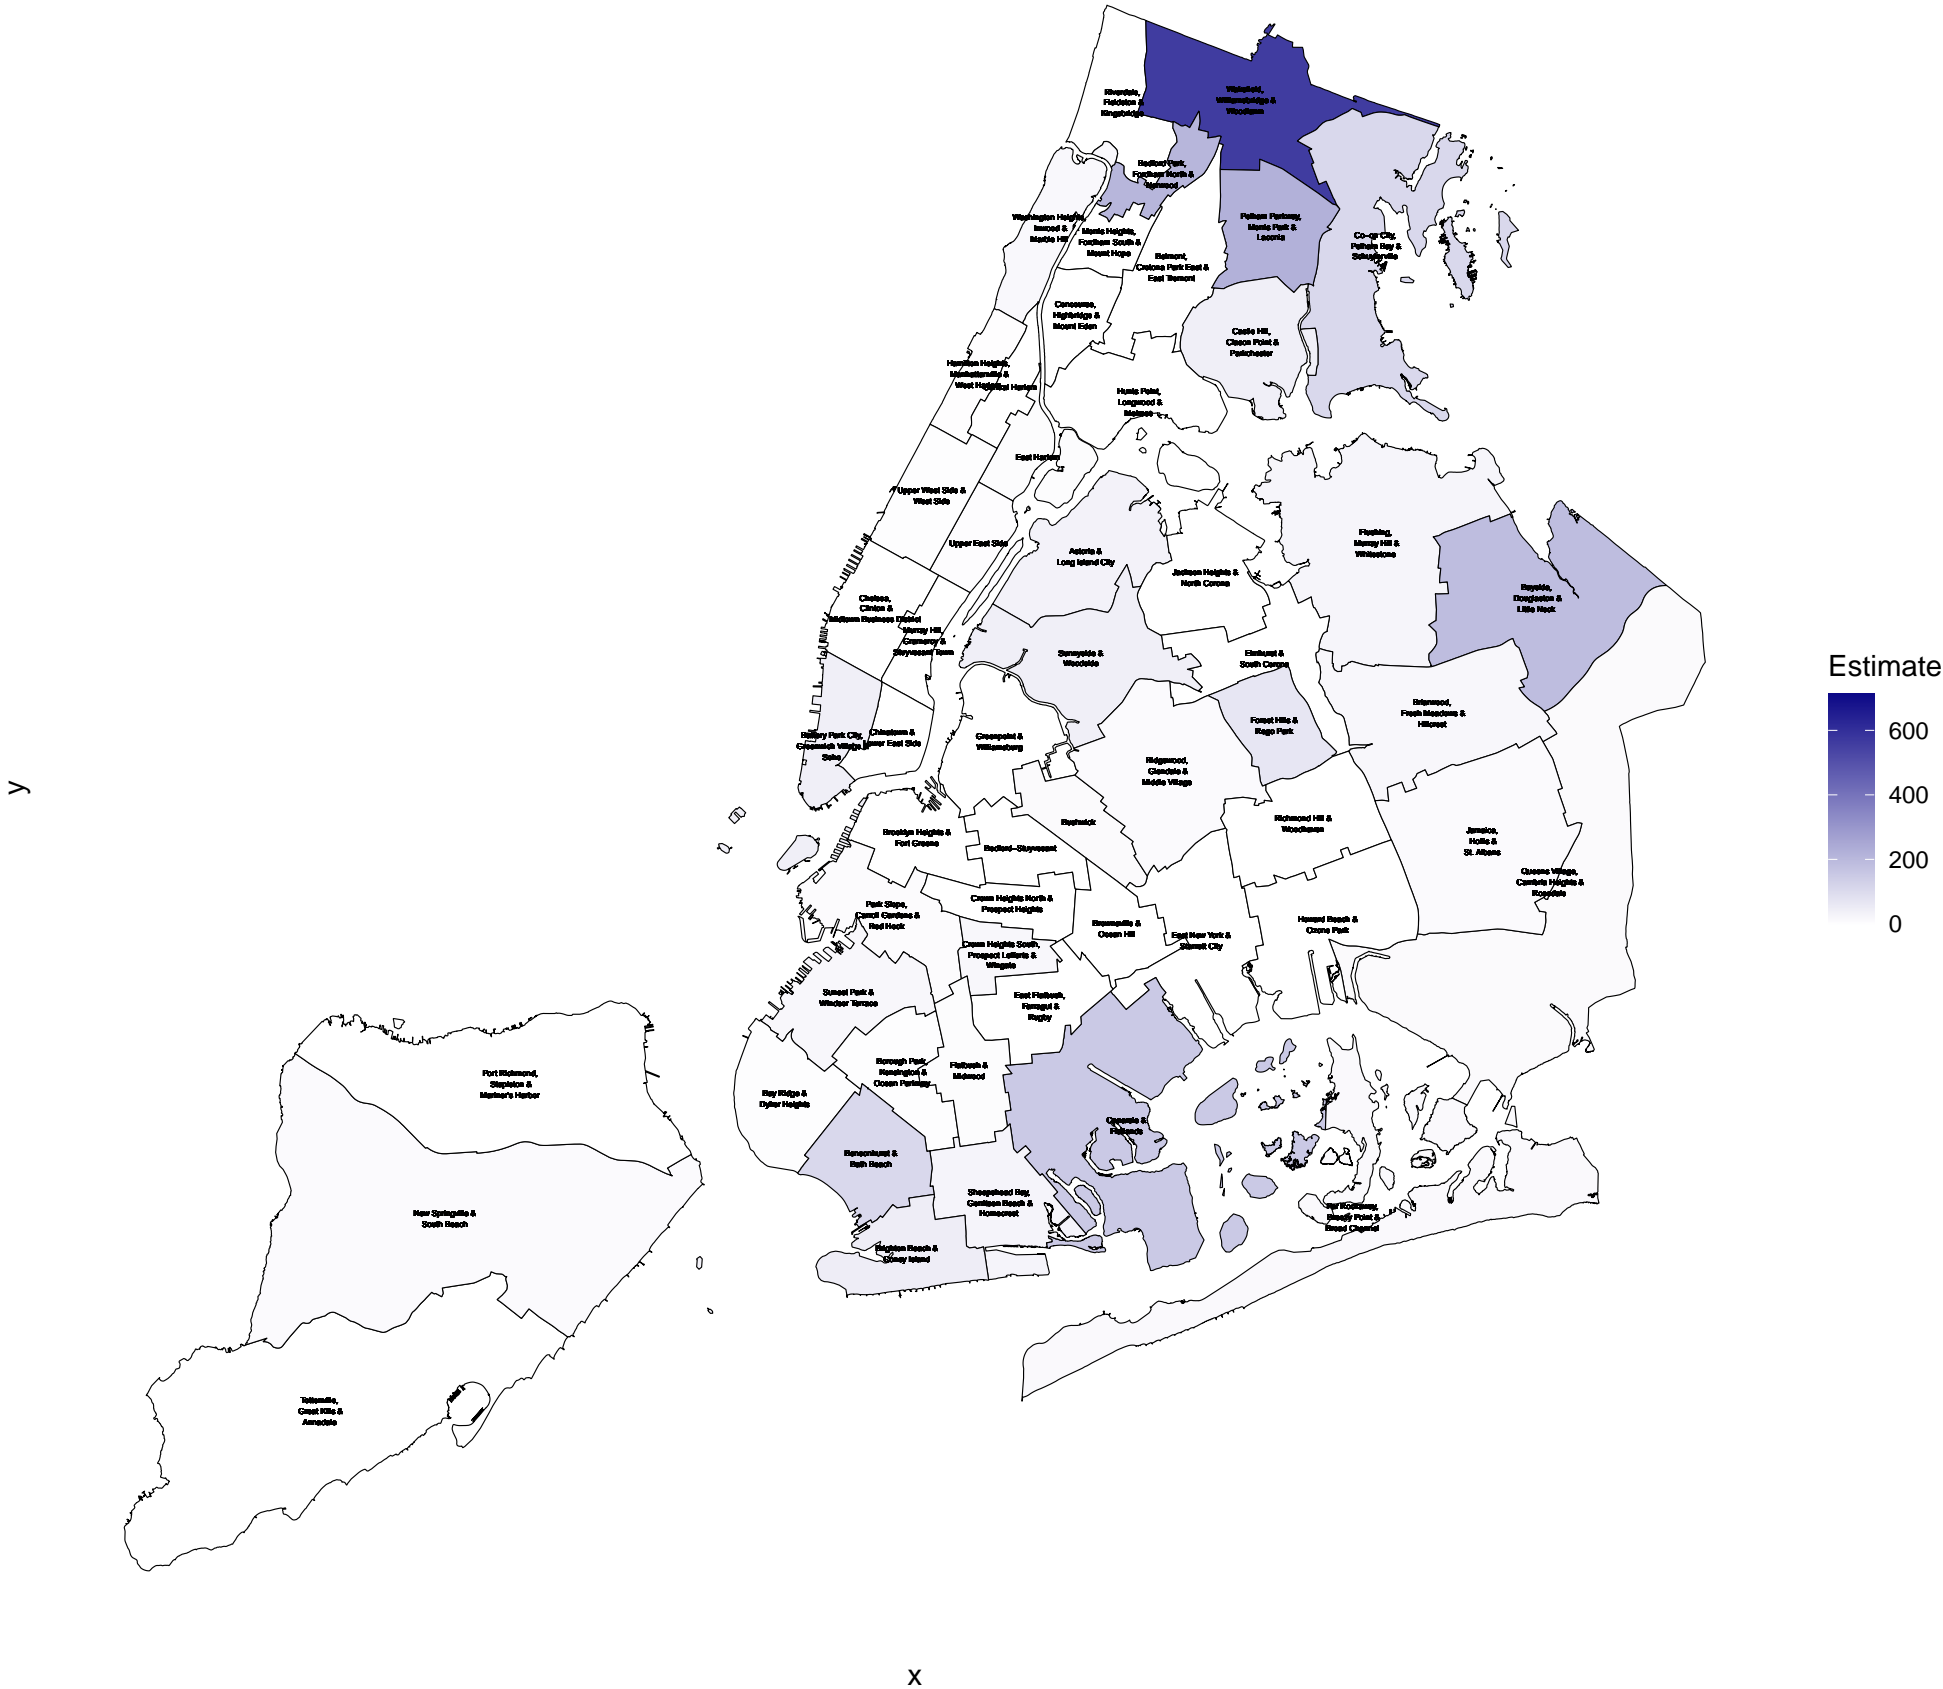 Riverdale,
Fieldston &
Kingsbridge
Wakefield,
Williamsbridge &
Woodlawn
Bedford Park,
Fordham North &
Norwood
Washington Heights,
Inwood &
Marble Hill
Morris Heights,
Fordham South &
Mount Hope
Pelham Parkway,
Morris Park &
Laconia
Co-op City,
Pelham Bay &
Schuylerville
Belmont,
Crotona Park East &
East Tremont
Concourse,
Highbridge &
Mount Eden
Castle Hill,
Clason Point &
Parkchester
Hamilton Heights,
Manhattanville &
West Harlem
Central Harlem
Hunts Point,
Longwood &
Melrose
East Harlem
Upper West Side &
West Side
Upper East Side
Astoria &
Long Island City
Jackson Heights &
North Corona
Flushing,
Murray Hill &
Whitestone
Bayside,
Douglaston &
Little Neck
Chelsea,
Clinton &
Midtown Business District
Murray Hill,
Gramercy &
Stuyvesant Town
Sunnyside &
Woodside
Elmhurst &
South Corona
Briarwood,
Fresh Meadows &
Hillcrest
Forest Hills &
Rego Park
Battery Park City,
Greenwich Village &
Soho
Chinatown &
Lower East Side
Greenpoint &
Williamsburg
Ridgewood,
Glendale &
Middle Village
Richmond Hill &
Woodhaven
Bushwick
Brooklyn Heights &
Fort Greene
Bedford-Stuyvesant
Jamaica,
Hollis &
St. Albans
Queens Village,
Cambria Heights &
Rosedale
Park Slope,
Carroll Gardens &
Red Hook
Crown Heights North &
Prospect Heights
Brownsville &
Ocean Hill
East New York &
Starrett City
Howard Beach &
Ozone Park
Crown Heights South,
Prospect Lefferts &
Wingate
Sunset Park &
Windsor Terrace
East Flatbush,
Farragut &
Rugby
Borough Park,
Kensington &
Ocean Parkway
Flatbush &
Midwood
Bay Ridge &
Dyker Heights
Canarsie &
Flatlands
Bensonhurst &
Bath Beach
Sheepshead Bay,
Gerritsen Beach &
Homecrest
Brighton Beach &
Coney Island
Far Rockaway,
Breezy Point &
Broad Channel
Port Richmond,
Stapleton &
Mariner's Harbor
New Springville &
South Beach
Tottenville,
Great Kills &
Annadale
Estimate
600
400
200
0
y
x